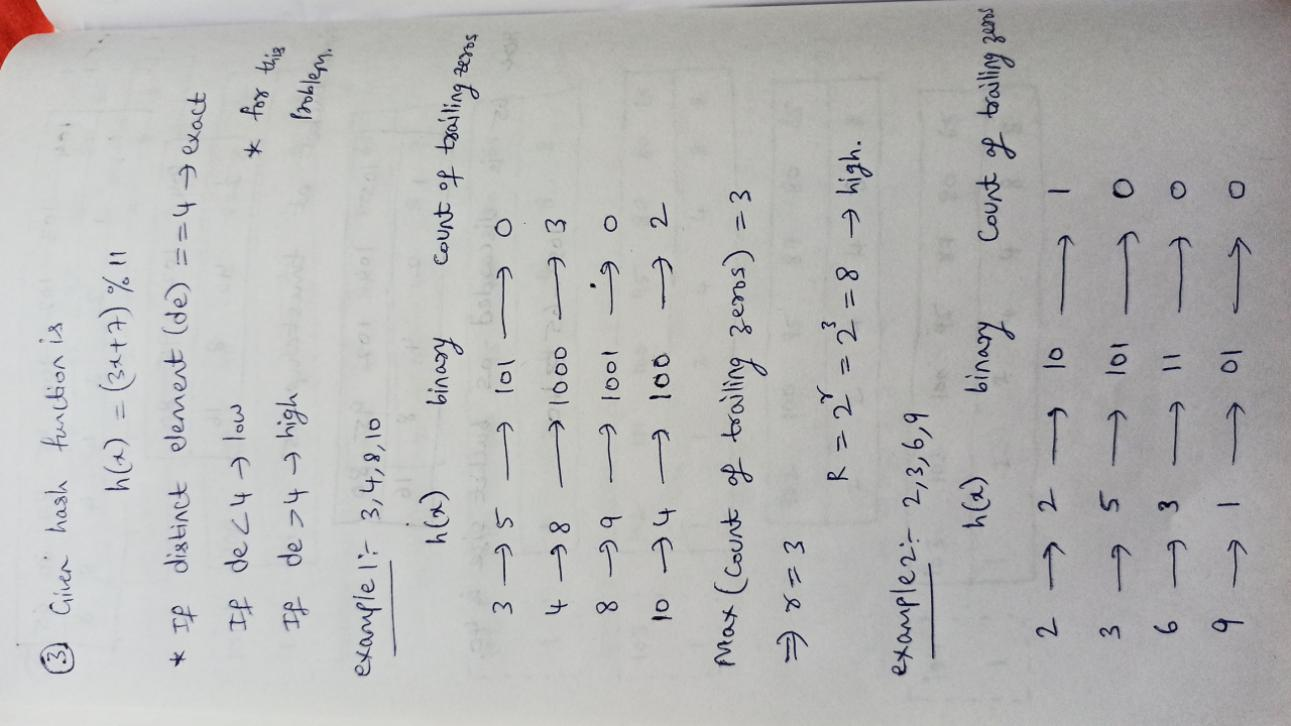 ③ Given hash function is
h(x) = (3x+7) % 11
* If distinct element (de) == 4 → exact
If de < 4 → low
* for this
If de > 4 → high
problem.
example 1:- 3, 4, 8, 10
h(x) binary count of trailing zeros
3 → 5 → 101 → 0
4 → 8 → 1000 → 3
8 → 9 → 1001 → 0
10 → 4 → 100 → 2
Max (count of trailing zeros) = 3
⇒ r = 3
R = 2^r = 2^3 = 8 → high.
example 2:- 2, 3, 6, 9
h(x) binary count of trailing zeros
2 → 2 → 10 → 1
3 → 5 → 101 → 0
6 → 3 → 11 → 0
9 → 1 → 01 → 0